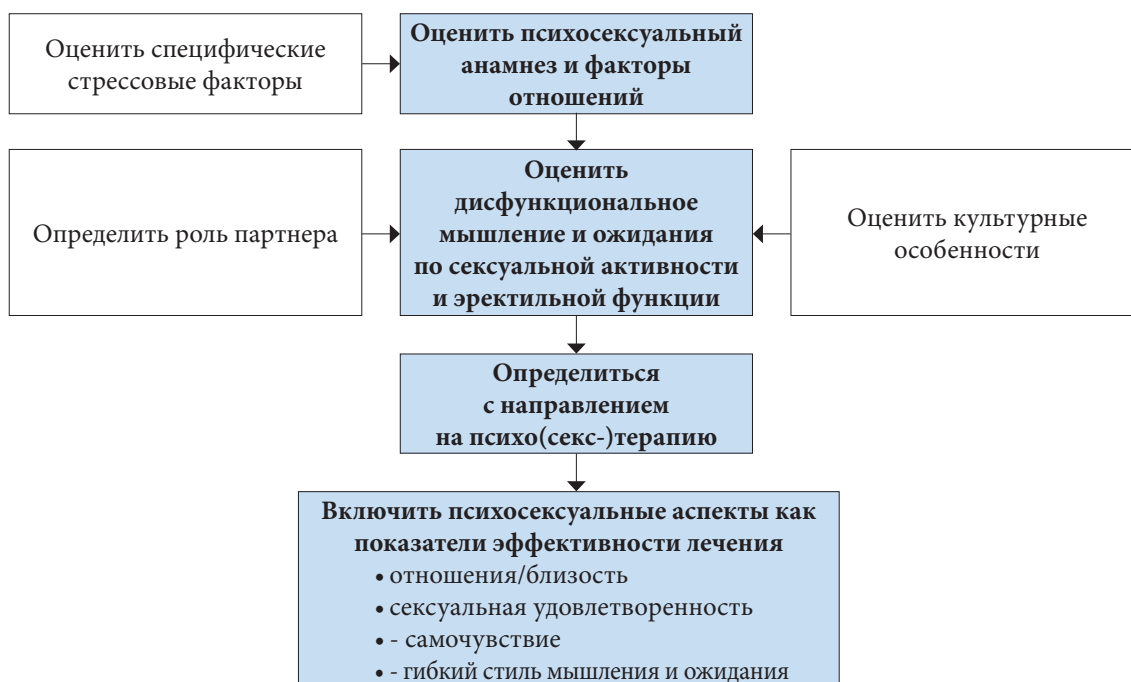 Оценить специфические
стрессовые факторы
Оценить психосексуальный
анамнез и факторы
отношений
Определить роль партнера
Оценить
дисфункциональное
мышление и ожидания
по сексуальной активности
и эректильной функции
Оценить культурные
особенности
Определиться
с направлением
на психо(секс-)терапию
Включить психосексуальные аспекты как
показатели эффективности лечения
• отношения/близость
• сексуальная удовлетворенность
• - самочувствие
• - гибкий стиль мышления и ожидания